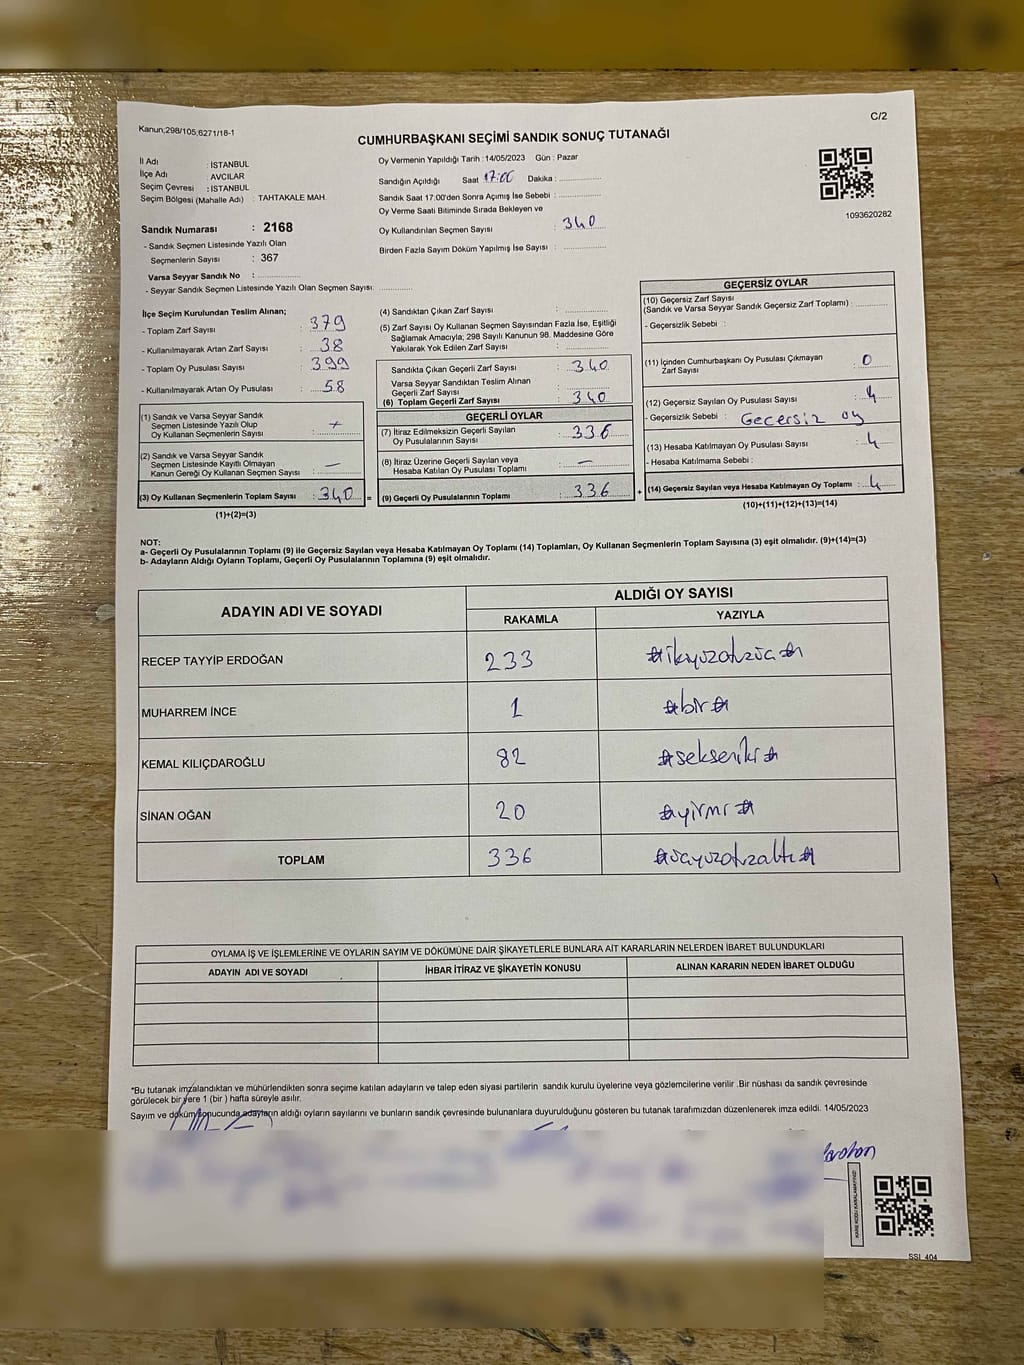 Kanun;298/105;6271/18-1
C/2
CUMHURBAŞKANI SEÇİMİ SANDIK SONUÇ TUTANAĞI
İl Adı : İSTANBUL
İlçe Adı : AVCILAR
Seçim Çevresi : İSTANBUL
Seçim Bölgesi (Mahalle Adı) : TAHTAKALE MAH.
Sandık Numarası : 2168
- Sandık Seçmen Listesinde Yazılı Olan
Seçmenlerin Sayısı : 367
Varsa Seyyar Sandık No : ..............
- Seyyar Sandık Seçmen Listesinde Yazılı Olan Seçmen Sayısı: ............
Oy Vermenin Yapıldığı Tarih : 14/05/2023 Gün : Pazar
Sandığın Açıldığı Saat 17:00 Dakika : ..............
Sandık Saat 17:00'den Sonra Açımış İse Sebebi : ..............
Oy Verme Saati Bitiminde Sırada Bekleyen ve
Oy Kullandırılan Seçmen Sayısı : 340
Birden Fazla Sayım Döküm Yapılmış İse Sayısı : ..............
1093620282
İlçe Seçim Kurulundan Teslim Alınan;
- Toplam Zarf Sayısı : 379
- Kullanılmayarak Artan Zarf Sayısı : 38
- Toplam Oy Pusulası Sayısı : 399
- Kullanılmayarak Artan Oy Pusulası : 58
(1) Sandık ve Varsa Seyyar Sandık
Seçmen Listesinde Yazılı Olup
Oy Kullanan Seçmenlerin Sayısı :
(2) Sandık ve Varsa Seyyar Sandık
Seçmen Listesinde Kayıtlı Olmayan
Kanun Gereği Oy Kullanan Seçmen Sayısı : —
(3) Oy Kullanan Seçmenlerin Toplam Sayısı : 340 =
(1)+(2)=(3)
(4) Sandıktan Çıkan Zarf Sayısı : ..............
(5) Zarf Sayısı Oy Kullanan Seçmen Sayısından Fazla İse, Eşitliği
Sağlamak Amacıyla; 298 Sayılı Kanunun 98. Maddesine Göre
Yakılarak Yok Edilen Zarf Sayısı : ..............
Sandıkta Çıkan Geçerli Zarf Sayısı : 340
Varsa Seyyar Sandıktan Teslim Alınan
Geçerli Zarf Sayısı : ..............
(6) Toplam Geçerli Zarf Sayısı : 340
GEÇERLİ OYLAR
(7) İtiraz Edilmeksizin Geçerli Sayılan
Oy Pusulalarının Sayısı : 336
(8) İtiraz Üzerine Geçerli Sayılan veya
Hesaba Katılan Oy Pusulası Toplamı : —
(9) Geçerli Oy Pusulalarının Toplamı : 336 +
GEÇERSİZ OYLAR
(10) Geçersiz Zarf Sayısı
(Sandık ve Varsa Seyyar Sandık Geçersiz Zarf Toplamı) : ............
- Geçersizlik Sebebi :
(11) İçinden Cumhurbaşkanı Oy Pusulası Çıkmayan
Zarf Sayısı : 0
(12) Geçersiz Sayılan Oy Pusulası Sayısı : 4
- Geçersizlik Sebebi : Geçersiz oy
(13) Hesaba Katılmayan Oy Pusulası Sayısı : 4
- Hesaba Katılmama Sebebi :
(14) Geçersiz Sayılan veya Hesaba Katılmayan Oy Toplamı : 4
(10)+(11)+(12)+(13)=(14)
NOT:
a- Geçerli Oy Pusulalarının Toplamı (9) ile Geçersiz Sayılan veya Hesaba Katılmayan Oy Toplamı (14) Toplamları, Oy Kullanan Seçmenlerin Toplam Sayısına (3) eşit olmalıdır. (9)+(14)=(3)
b- Adayların Aldığı Oyların Toplamı, Geçerli Oy Pusulalarının Toplamına (9) eşit olmalıdır.
ADAYIN ADI VE SOYADI ALDIĞI OY SAYISI
RAKAMLA YAZIYLA
RECEP TAYYİP ERDOĞAN 233
MUHARREM İNCE 1 #bir#
KEMAL KILIÇDAROĞLU 82 #sekseniki#
SİNAN OĞAN 20 #yirmi#
TOPLAM 336
OYLAMA İŞ VE İŞLEMLERİNE VE OYLARIN SAYIM VE DÖKÜMÜNE DAİR ŞİKAYETLERLE BUNLARA AİT KARARLARIN NELERDEN İBARET BULUNDUKLARI
ADAYIN ADI VE SOYADI İHBAR İTİRAZ VE ŞİKAYETİN KONUSU ALINAN KARARIN NEDEN İBARET OLDUĞU
*Bu tutanak imzalandıktan ve mühürlendikten sonra seçime katılan adayların ve talep eden siyasi partilerin sandık kurulu üyelerine veya gözlemcilerine verilir .Bir nüshası da sandık çevresinde
görülecek bir yere 1 (bir ) hafta süreyle asılır.
Sayım ve döküm sonucunda adayların aldığı oyların sayılarını ve bunların sandık çevresinde bulunanlara duyurulduğunu gösteren bu tutanak tarafımızdan düzenlenerek imza edildi. 14/05/2023
KARE KODU KARALAMAYINIZ!
SSI_404